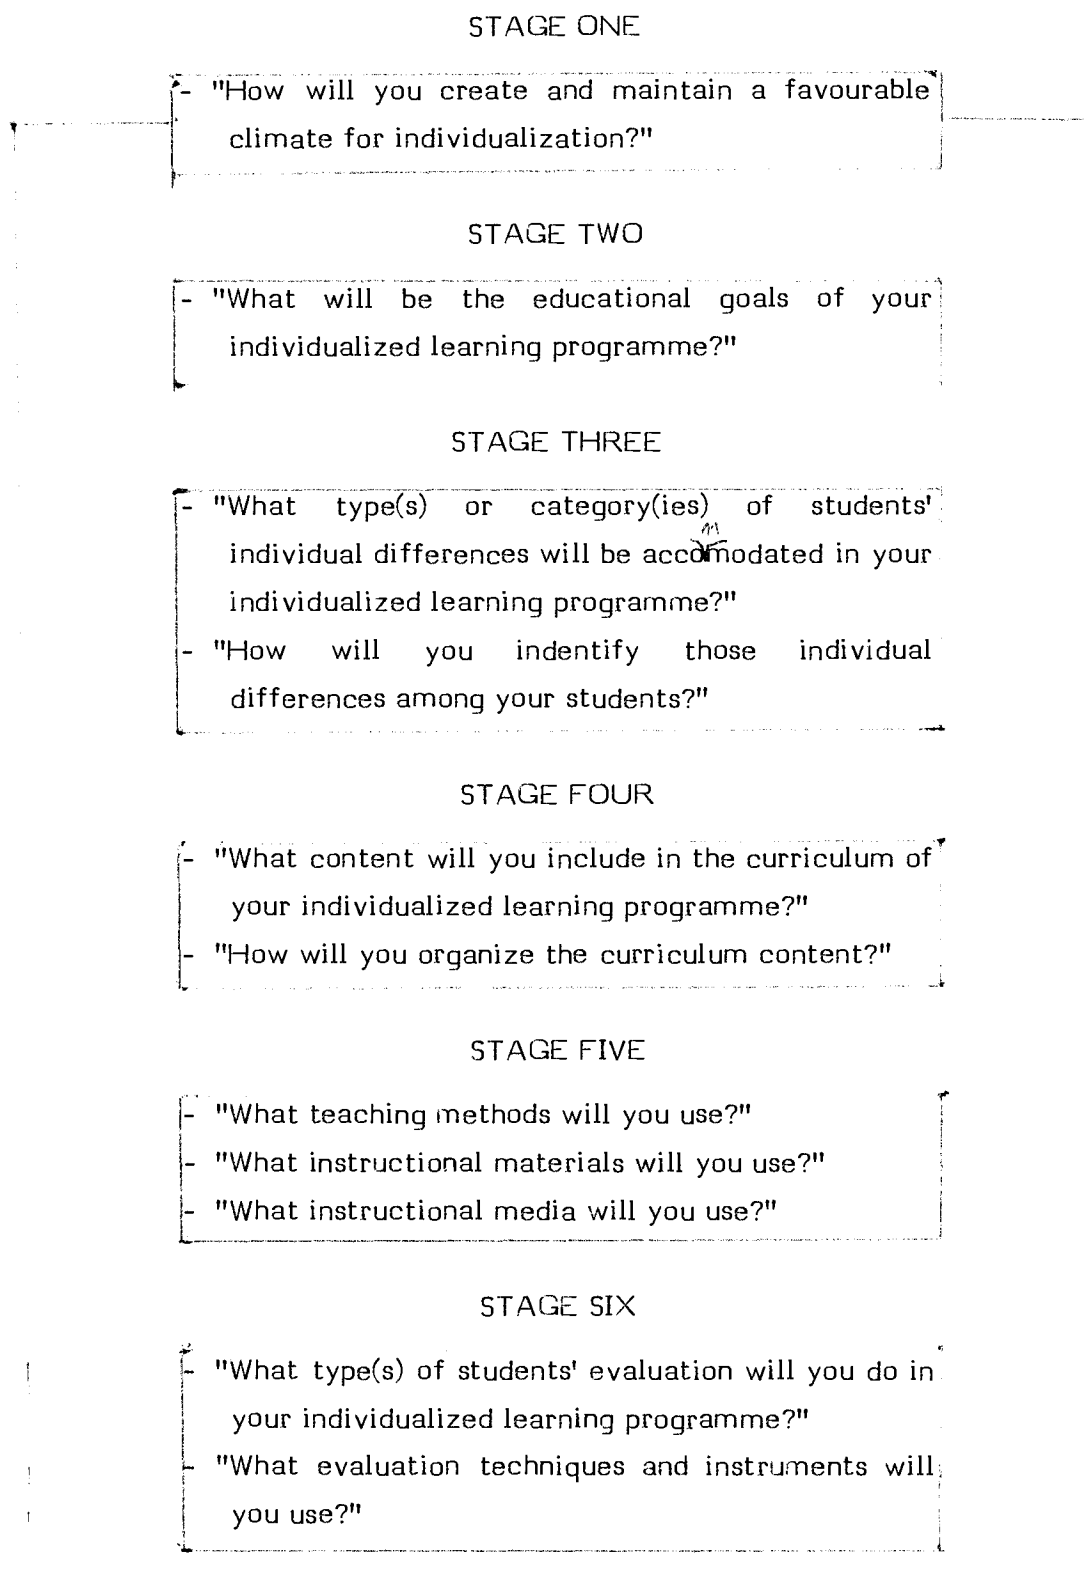 STAGE ONE
- "How will you create and maintain a favourable
climate for individualization?"
STAGE TWO
- "What will be the educational goals of your
individualized learning programme?"
STAGE THREE
- "What type(s) or category(ies) of students'
m
individual differences will be accomodated in your
individualized learning programme?"
- "How will you indentify those individual
differences among your students?"
STAGE FOUR
- "What content will you include in the curriculum of
your individualized learning programme?"
- "How will you organize the curriculum content?"
STAGE FIVE
- "What teaching methods will you use?"
- "What instructional materials will you use?"
- "What instructional media will you use?"
STAGE SIX
- "What type(s) of students' evaluation will you do in
your individualized learning programme?"
- "What evaluation techniques and instruments will
you use?"